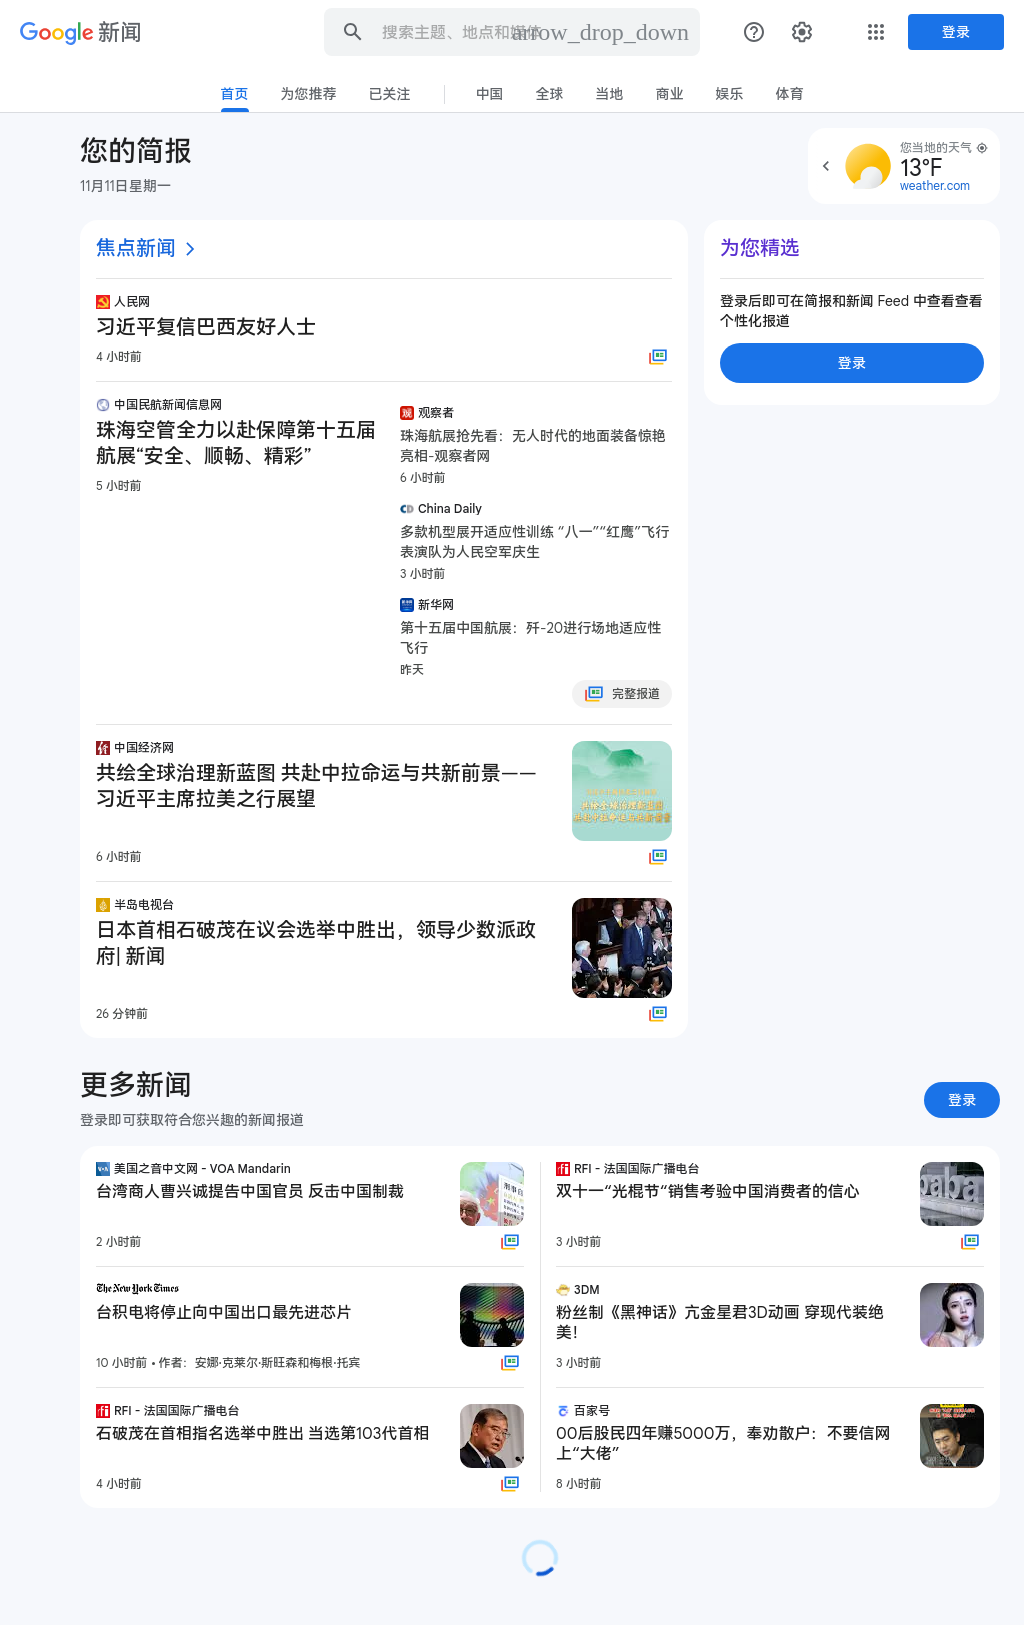 Google 新闻
搜索主题、地点和媒体
arrow_drop_down
登录
首页
为您推荐
已关注
中国
全球
当地
商业
娱乐
体育
您的简报
11月11日星期一
您当地的天气
13°F
weather.com
焦点新闻
人民网
习近平复信巴西友好人士
4 小时前
中国民航新闻信息网
珠海空管全力以赴保障第十五届
航展“安全、顺畅、精彩”
5 小时前
观察者
珠海航展抢先看：无人时代的地面装备惊艳
亮相-观察者网
6 小时前
China Daily
多款机型展开适应性训练 “八一”“红鹰”飞行
表演队为人民空军庆生
3 小时前
新华网
第十五届中国航展：歼-20进行场地适应性
飞行
昨天
完整报道
中国经济网
共绘全球治理新蓝图 共赴中拉命运与共新前景——
习近平主席拉美之行展望
共绘全球治理新蓝图
共赴中拉命运与共新前景
6 小时前
半岛电视台
日本首相石破茂在议会选举中胜出，领导少数派政
府| 新闻
26 分钟前
为您精选
登录后即可在简报和新闻 Feed 中查看查看
个性化报道
登录
更多新闻
登录即可获取符合您兴趣的新闻报道
登录
美国之音中文网 - VOA Mandarin
台湾商人曹兴诚提告中国官员 反击中国制裁
2 小时前
The New York Times
台积电将停止向中国出口最先进芯片
10 小时前 • 作者：安娜·克莱尔·斯旺森和梅根·托宾
RFI - 法国国际广播电台
石破茂在首相指名选举中胜出 当选第103代首相
4 小时前
RFI - 法国国际广播电台
双十一“光棍节“销售考验中国消费者的信心
baba
3 小时前
3DM
粉丝制《黑神话》亢金星君3D动画 穿现代装绝
美！
3 小时前
百家号
00后股民四年赚5000万，奉劝散户：不要信网
上“大佬”
8 小时前